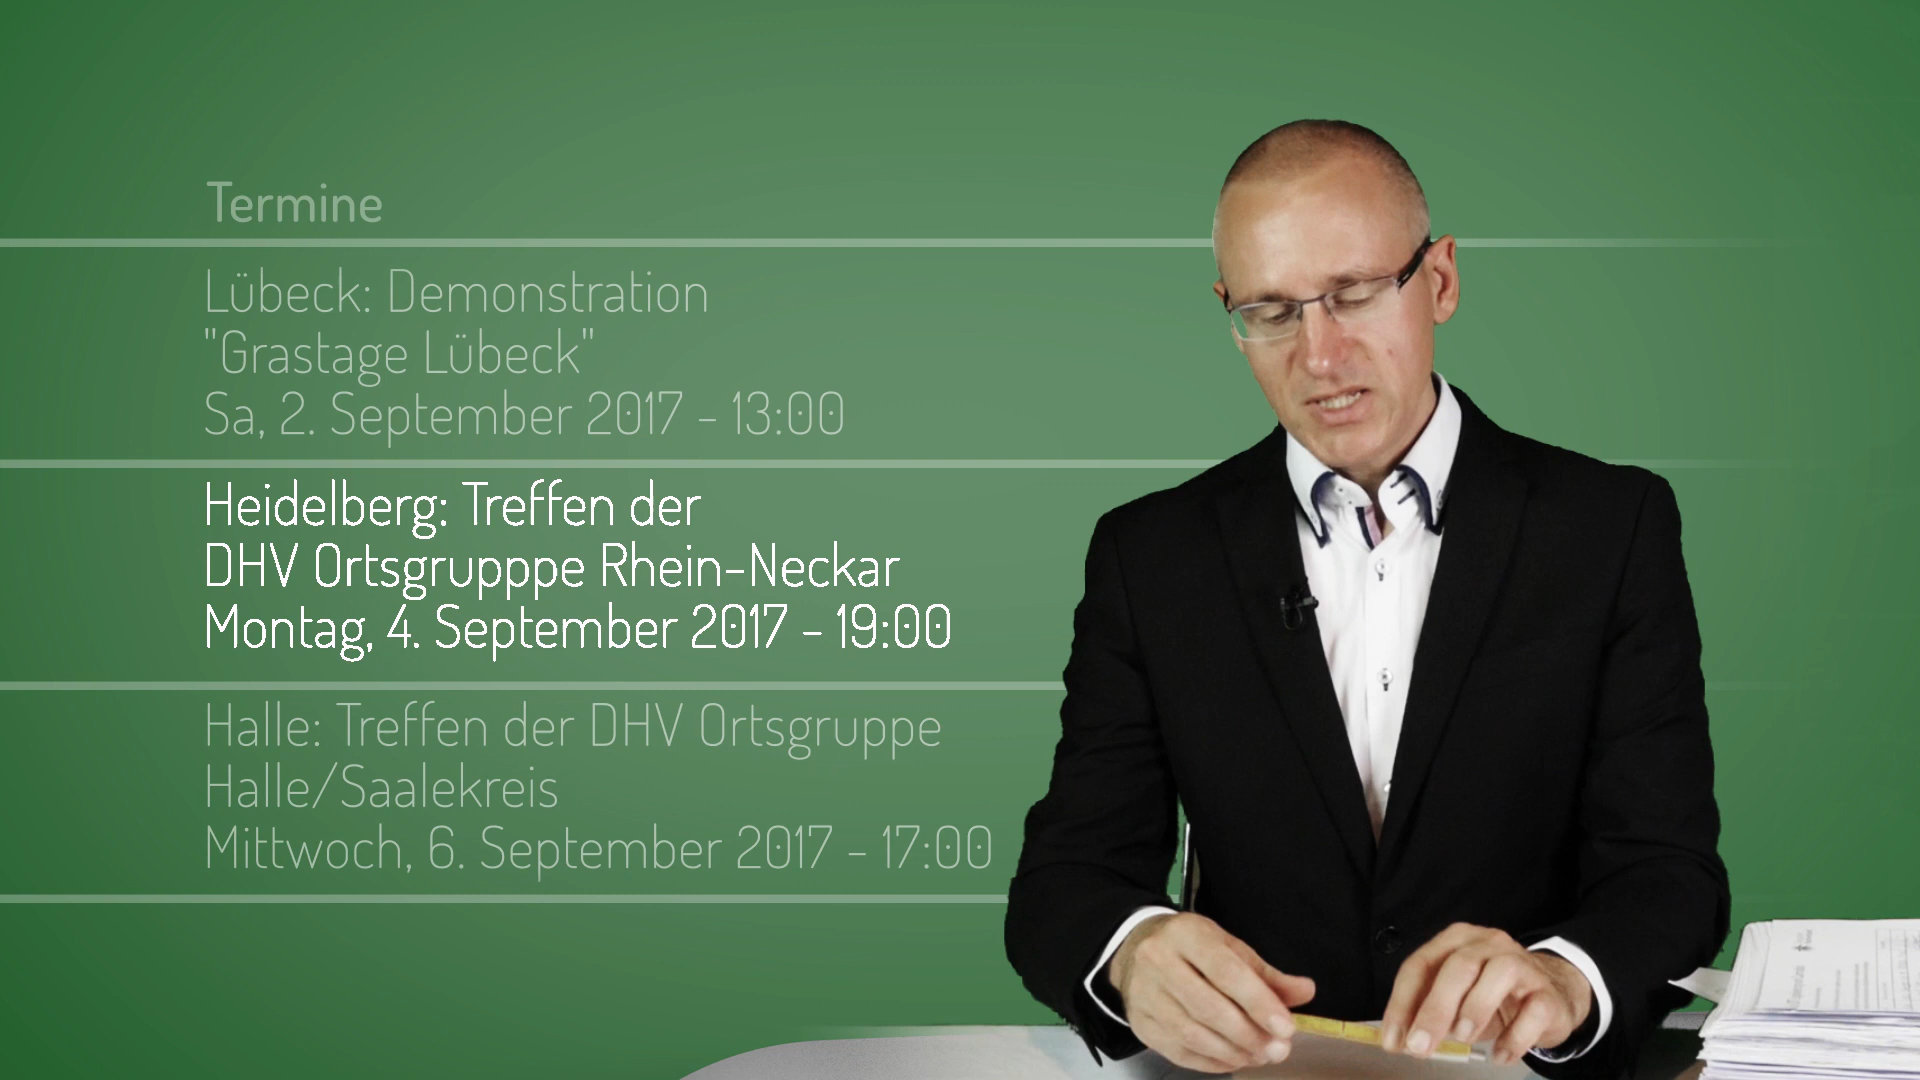 Termine
Lübeck: Demonstration
"Grastage Lübeck"
Sa, 2. September 2017 - 13:00
Heidelberg: Treffen der
DHV Ortsgrupppe Rhein-Neckar
Montag, 4. September 2017 - 19:00
Halle: Treffen der DHV Ortsgruppe
Halle/Saalekreis
Mittwoch, 6. September 2017 - 17:00